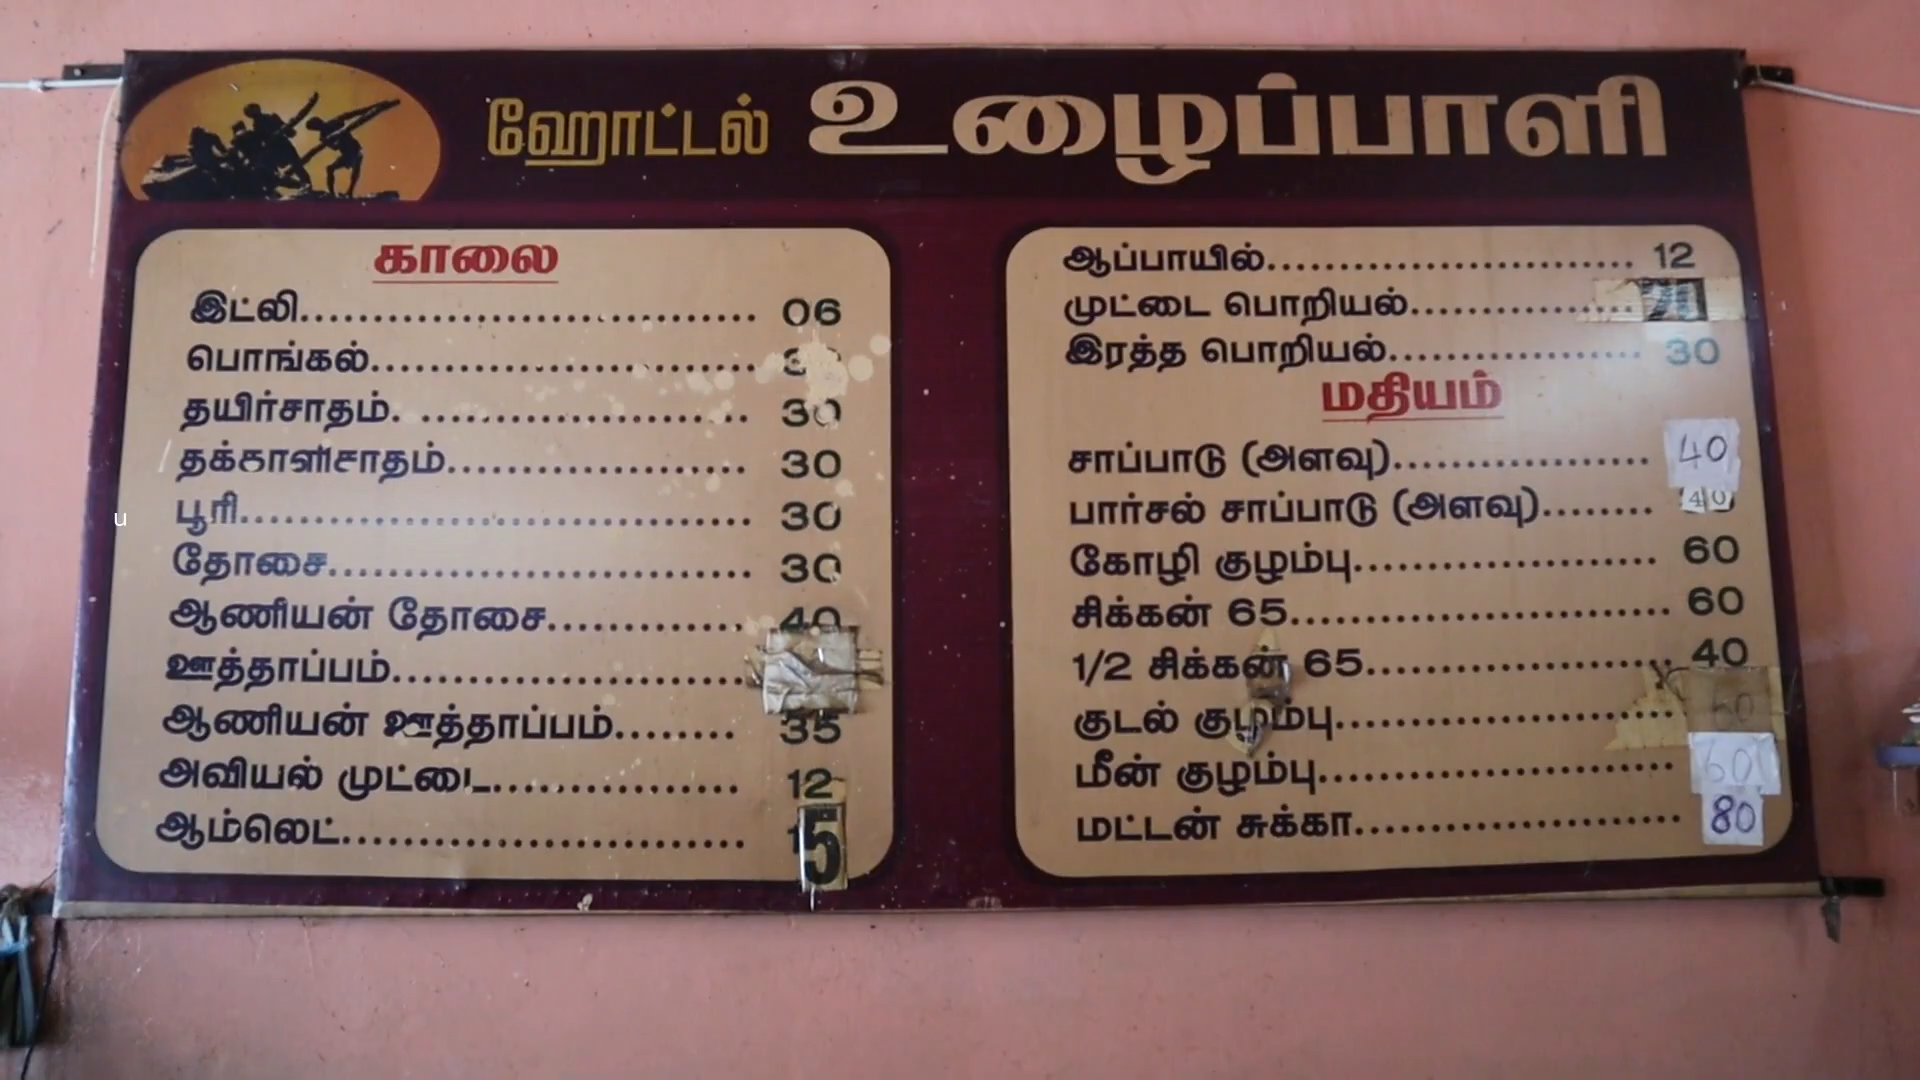 ஹோட்டல் உழைப்பாளி
காலை
இட்லி.............................. 06
பொங்கல்..............................
தயிர்சாதம். .......................... 30
தக்காளிசாதம்........................ 30
பூரி................................... 30
தோசை............................. 30
ஆணியன் தோசை............... 40
ஊத்தாப்பம்.........................
ஆணியன் ஊத்தாப்பம்........ 35
அவியல் முட்டை................. 12
ஆம்லெட்........................... 5
ஆப்பாயில்.......................... 12
முட்டை பொறியல்..................
இரத்த பொறியல்.................. 30
மதியம்
சாப்பாடு (அளவு).................. 40
பார்சல் சாப்பாடு (அளவு)........ 40
கோழி குழம்பு..................... 60
சிக்கன் 65.......................... 60
1/2 சிக்கன் 65..................... 40
குடல் குழம்பு....................... 60
மீன் குழம்பு........................ 60
மட்டன் சுக்கா..................... 80
u